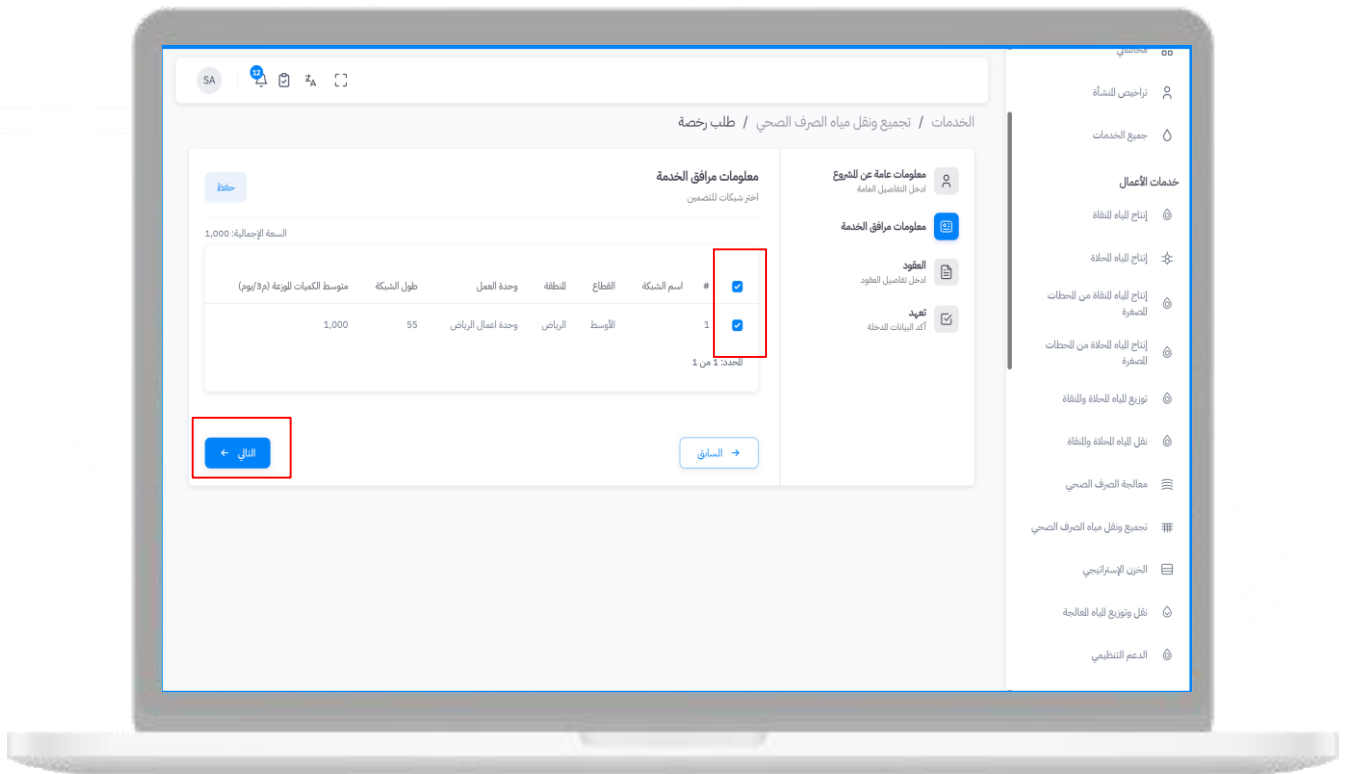 SA
12
الخدمات / تجميع ونقل مياه الصرف الصحي / طلب رخصة
تراخيص المنشأة
جميع الخدمات
خدمات الأعمال
إنتاج المياه المنقاة
إنتاج المياه المحلاة
إنتاج المياه المنقاة من المحطات
المصغرة
إنتاج المياه المحلاة من المحطات
المصغرة
توزيع المياه المحلاة والمنقاة
نقل المياه المحلاة والمنقاة
معالجة الصرف الصحي
تجميع ونقل مياه الصرف الصحي
الخزن الإستراتيجي
نقل وتوزيع المياه المعالجة
الدعم التنظيمي
معلومات عامة عن المشروع
ادخل التفاصيل العامة
معلومات مرافق الخدمة
العقود
ادخل تفاصيل العقود
تعهد
أكد البيانات المدخلة
معلومات مرافق الخدمة
اختر شبكات للتضمين
حفظ
السعة الإجمالية: 1,000
# اسم الشبكة القطاع المنطقة وحدة العمل طول الشبكة متوسط الكميات الموزعة (م3/يوم)
1 الأوسط الرياض وحدة اعمال الرياض 55 1,000
المحدد: 1 من 1
السابق
التالي